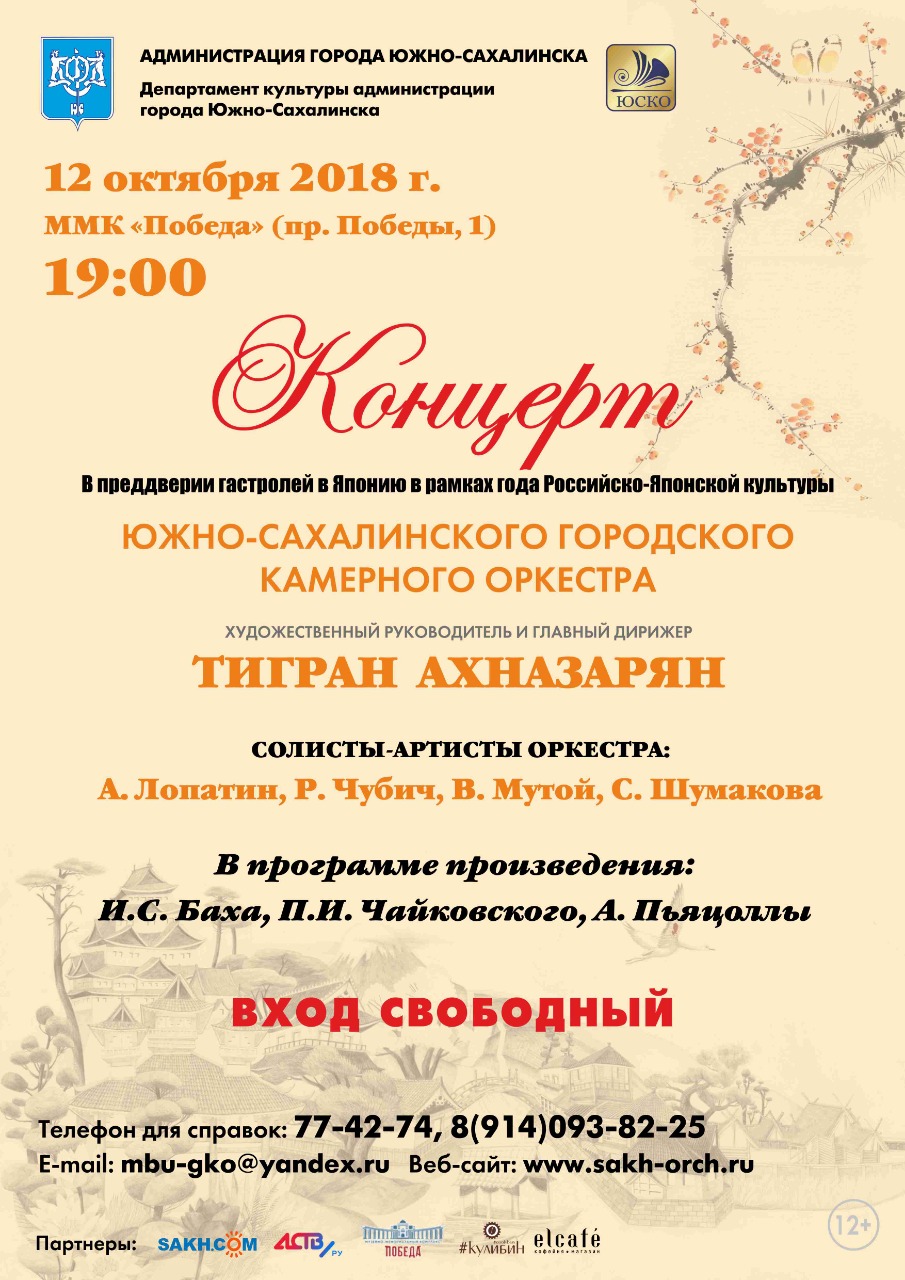 АДМИНИСТРАЦИЯ ГОРОДА ЮЖНО-САХАЛИНСКА
Департамент культуры администрации
города Южно-Сахалинска
ЮСКО
12 октября 2018 г.
ММК «Победа» (пр. Победы, 1)
19:00
Концерт
В преддверии гастролей в Японию в рамках года Российско-Японской культуры
ЮЖНО-САХАЛИНСКОГО ГОРОДСКОГО
КАМЕРНОГО ОРКЕСТРА
ХУДОЖЕСТВЕННЫЙ РУКОВОДИТЕЛЬ И ГЛАВНЫЙ ДИРИЖЕР
ТИГРАН АХНАЗАРЯН
СОЛИСТЫ-АРТИСТЫ ОРКЕСТРА:
А. Лопатин, Р. Чубич, В. Мутой, С. Шумакова
В программе произведения:
И.С. Баха, П.И. Чайковского, А. Пьяцоллы
ВХОД СВОБОДНЫЙ
Телефон для справок: 77-42-74, 8(914)093-82-25
E-mail: mbu-gko@yandex.ru Веб-сайт: www.sakh-orch.ru
12+
Партнеры: SAKH.COM АСТВ.РУ ПОБЕДА #кулибин elcafé
кофейня магазин